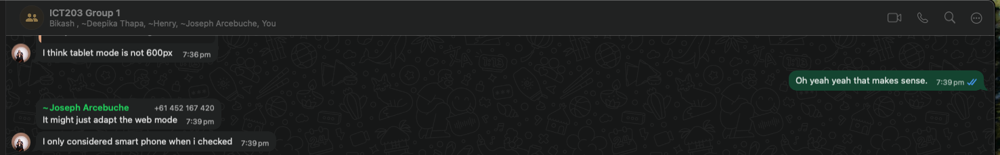 ICT203 Group 1
Bikash , ~Deepika Thapa, ~Henry, ~Joseph Arcebuche, You
I think tablet mode is not 600px 7:36 pm
Oh yeah yeah that makes sense. 7:39 pm
~Joseph Arcebuche +61 452 167 420
It might just adapt the web mode 7:39 pm
I only considered smart phone when i checked 7:39 pm